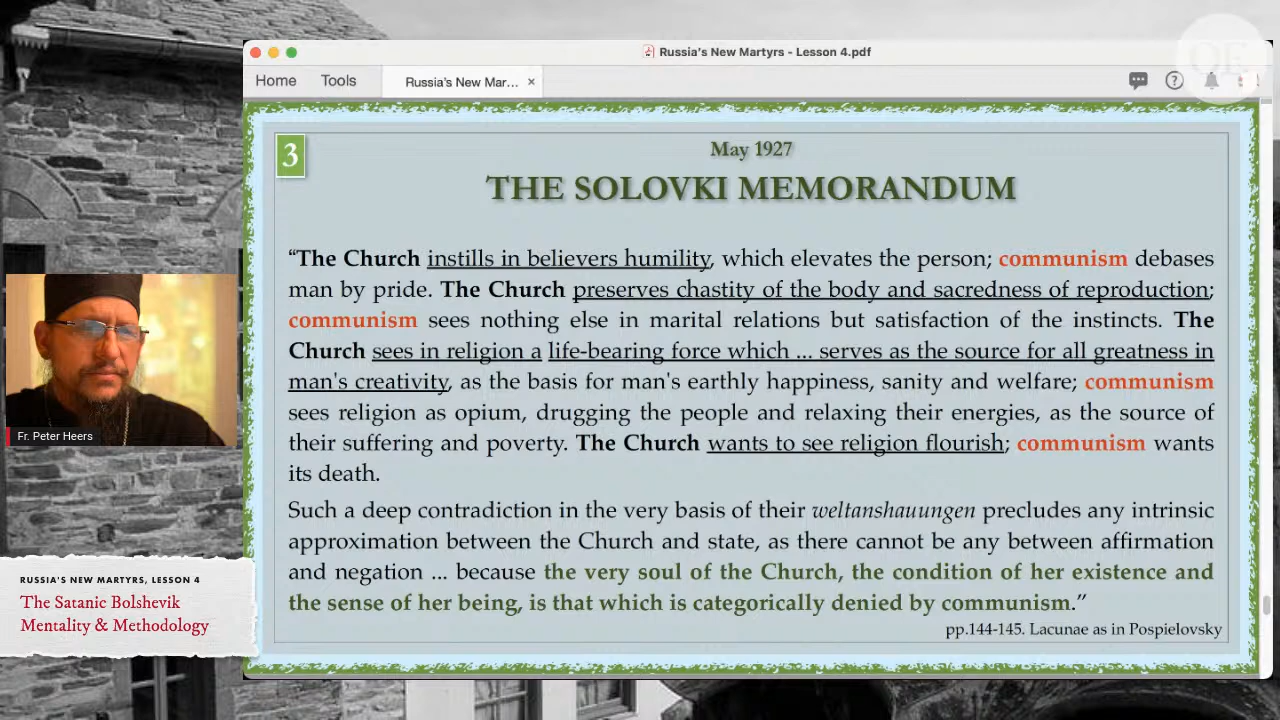 Russia's New Martyrs - Lesson 4.pdf
Home Tools Russia's New Mar... ×
3
May 1927
THE SOLOVKI MEMORANDUM
“The Church instills in believers humility, which elevates the person; communism debases
man by pride. The Church preserves chastity of the body and sacredness of reproduction;
communism sees nothing else in marital relations but satisfaction of the instincts. The
Church sees in religion a life-bearing force which ... serves as the source for all greatness in
man's creativity, as the basis for man's earthly happiness, sanity and welfare; communism
sees religion as opium, drugging the people and relaxing their energies, as the source of
their suffering and poverty. The Church wants to see religion flourish; communism wants
its death.
Such a deep contradiction in the very basis of their weltanshauungen precludes any intrinsic
approximation between the Church and state, as there cannot be any between affirmation
and negation ... because the very soul of the Church, the condition of her existence and
the sense of her being, is that which is categorically denied by communism.”
pp.144-145. Lacunae as in Pospielovsky
Fr. Peter Heers
RUSSIA'S NEW MARTYRS, LESSON 4
The Satanic Bolshevik
Mentality & Methodology